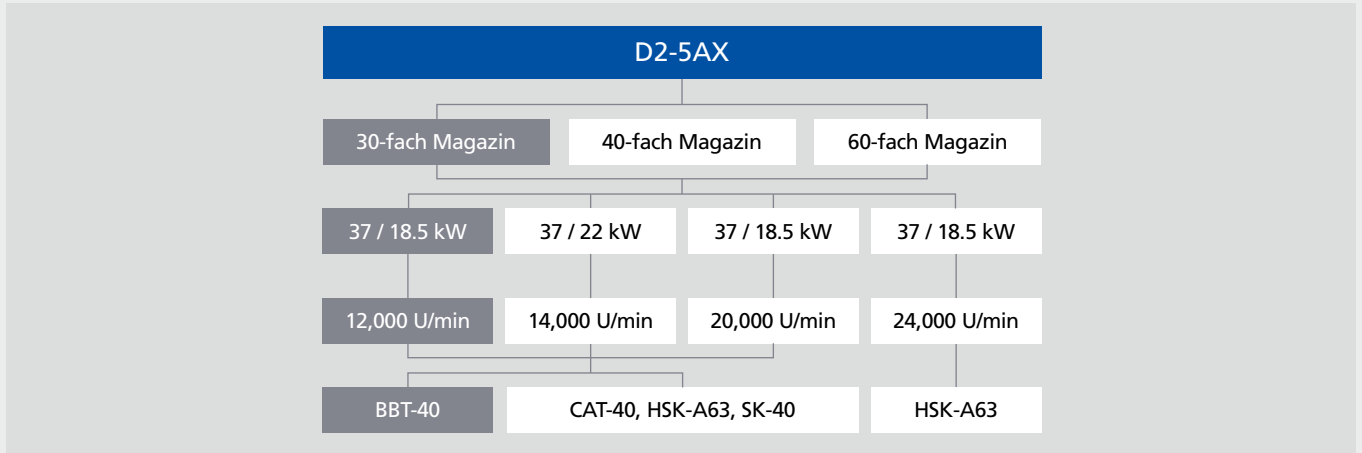 D2-5AX
30-fach Magazin
40-fach Magazin
60-fach Magazin
37 / 18.5 kW
37 / 22 kW
37 / 18.5 kW
37 / 18.5 kW
12,000 U/min
14,000 U/min
20,000 U/min
24,000 U/min
BBT-40
CAT-40, HSK-A63, SK-40
HSK-A63